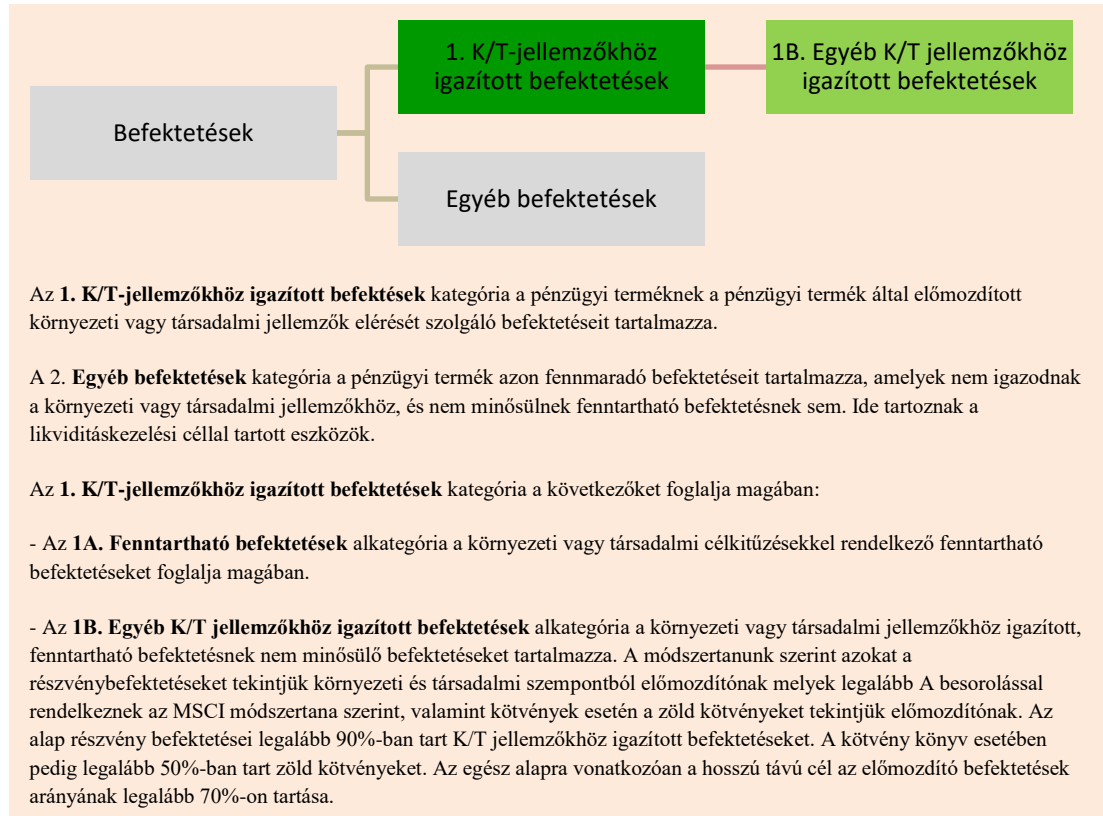 1. K/T-jellemzőkhöz
igazított befektetések
1B. Egyéb K/T jellemzőkhöz
igazított befektetések
Befektetések
Egyéb befektetések
Az 1. K/T-jellemzőkhöz igazított befektések kategória a pénzügyi terméknek a pénzügyi termék által előmozdított
környezeti vagy társadalmi jellemzők elérését szolgáló befektetéseit tartalmazza.
A 2. Egyéb befektetések kategória a pénzügyi termék azon fennmaradó befektetéseit tartalmazza, amelyek nem igazodnak
a környezeti vagy társadalmi jellemzőkhöz, és nem minősülnek fenntartható befektetésnek sem. Ide tartoznak a
likviditáskezelési céllal tartott eszközök.
Az 1. K/T-jellemzőkhöz igazított befektetések kategória a következőket foglalja magában:
- Az 1A. Fenntartható befektetések alkategória a környezeti vagy társadalmi célkitűzésekkel rendelkező fenntartható
befektetéseket foglalja magában.
- Az 1B. Egyéb K/T jellemzőkhöz igazított befektetések alkategória a környezeti vagy társadalmi jellemzőkhöz igazított,
fenntartható befektetésnek nem minősülő befektetéseket tartalmazza. A módszertanunk szerint azokat a
részvénybefektetéseket tekintjük környezeti és társadalmi szempontból előmozdítónak melyek legalább A besorolással
rendelkeznek az MSCI módszertana szerint, valamint kötvények esetén a zöld kötvényeket tekintjük előmozdítónak. Az
alap részvény befektetései legalább 90%-ban tart K/T jellemzőkhöz igazított befektetéseket. A kötvény könyv esetében
pedig legalább 50%-ban tart zöld kötvényeket. Az egész alapra vonatkozóan a hosszú távú cél az előmozdító befektetések
arányának legalább 70%-on tartása.